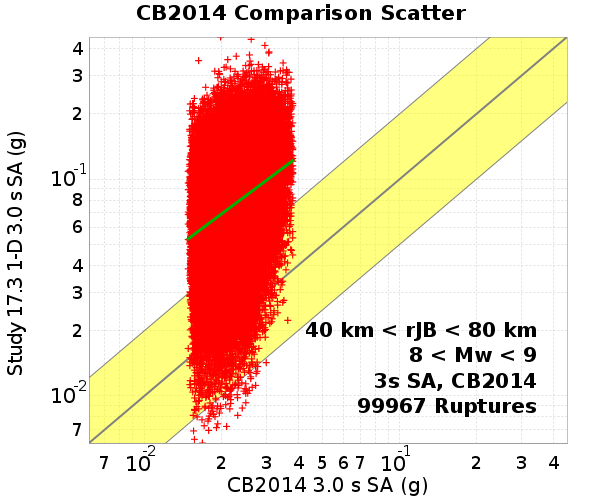 CB2014 Comparison Scatter
Study 17.3 1-D 3.0 s SA (g)
4
3
2
10^-1
8
6
4
3
2
10^-2
7
40 km < rJB < 80 km
8 < Mw < 9
3s SA, CB2014
99967 Ruptures
7 10^-2 2 3 4 5 6 7 10^-1 2 3 4
CB2014 3.0 s SA (g)